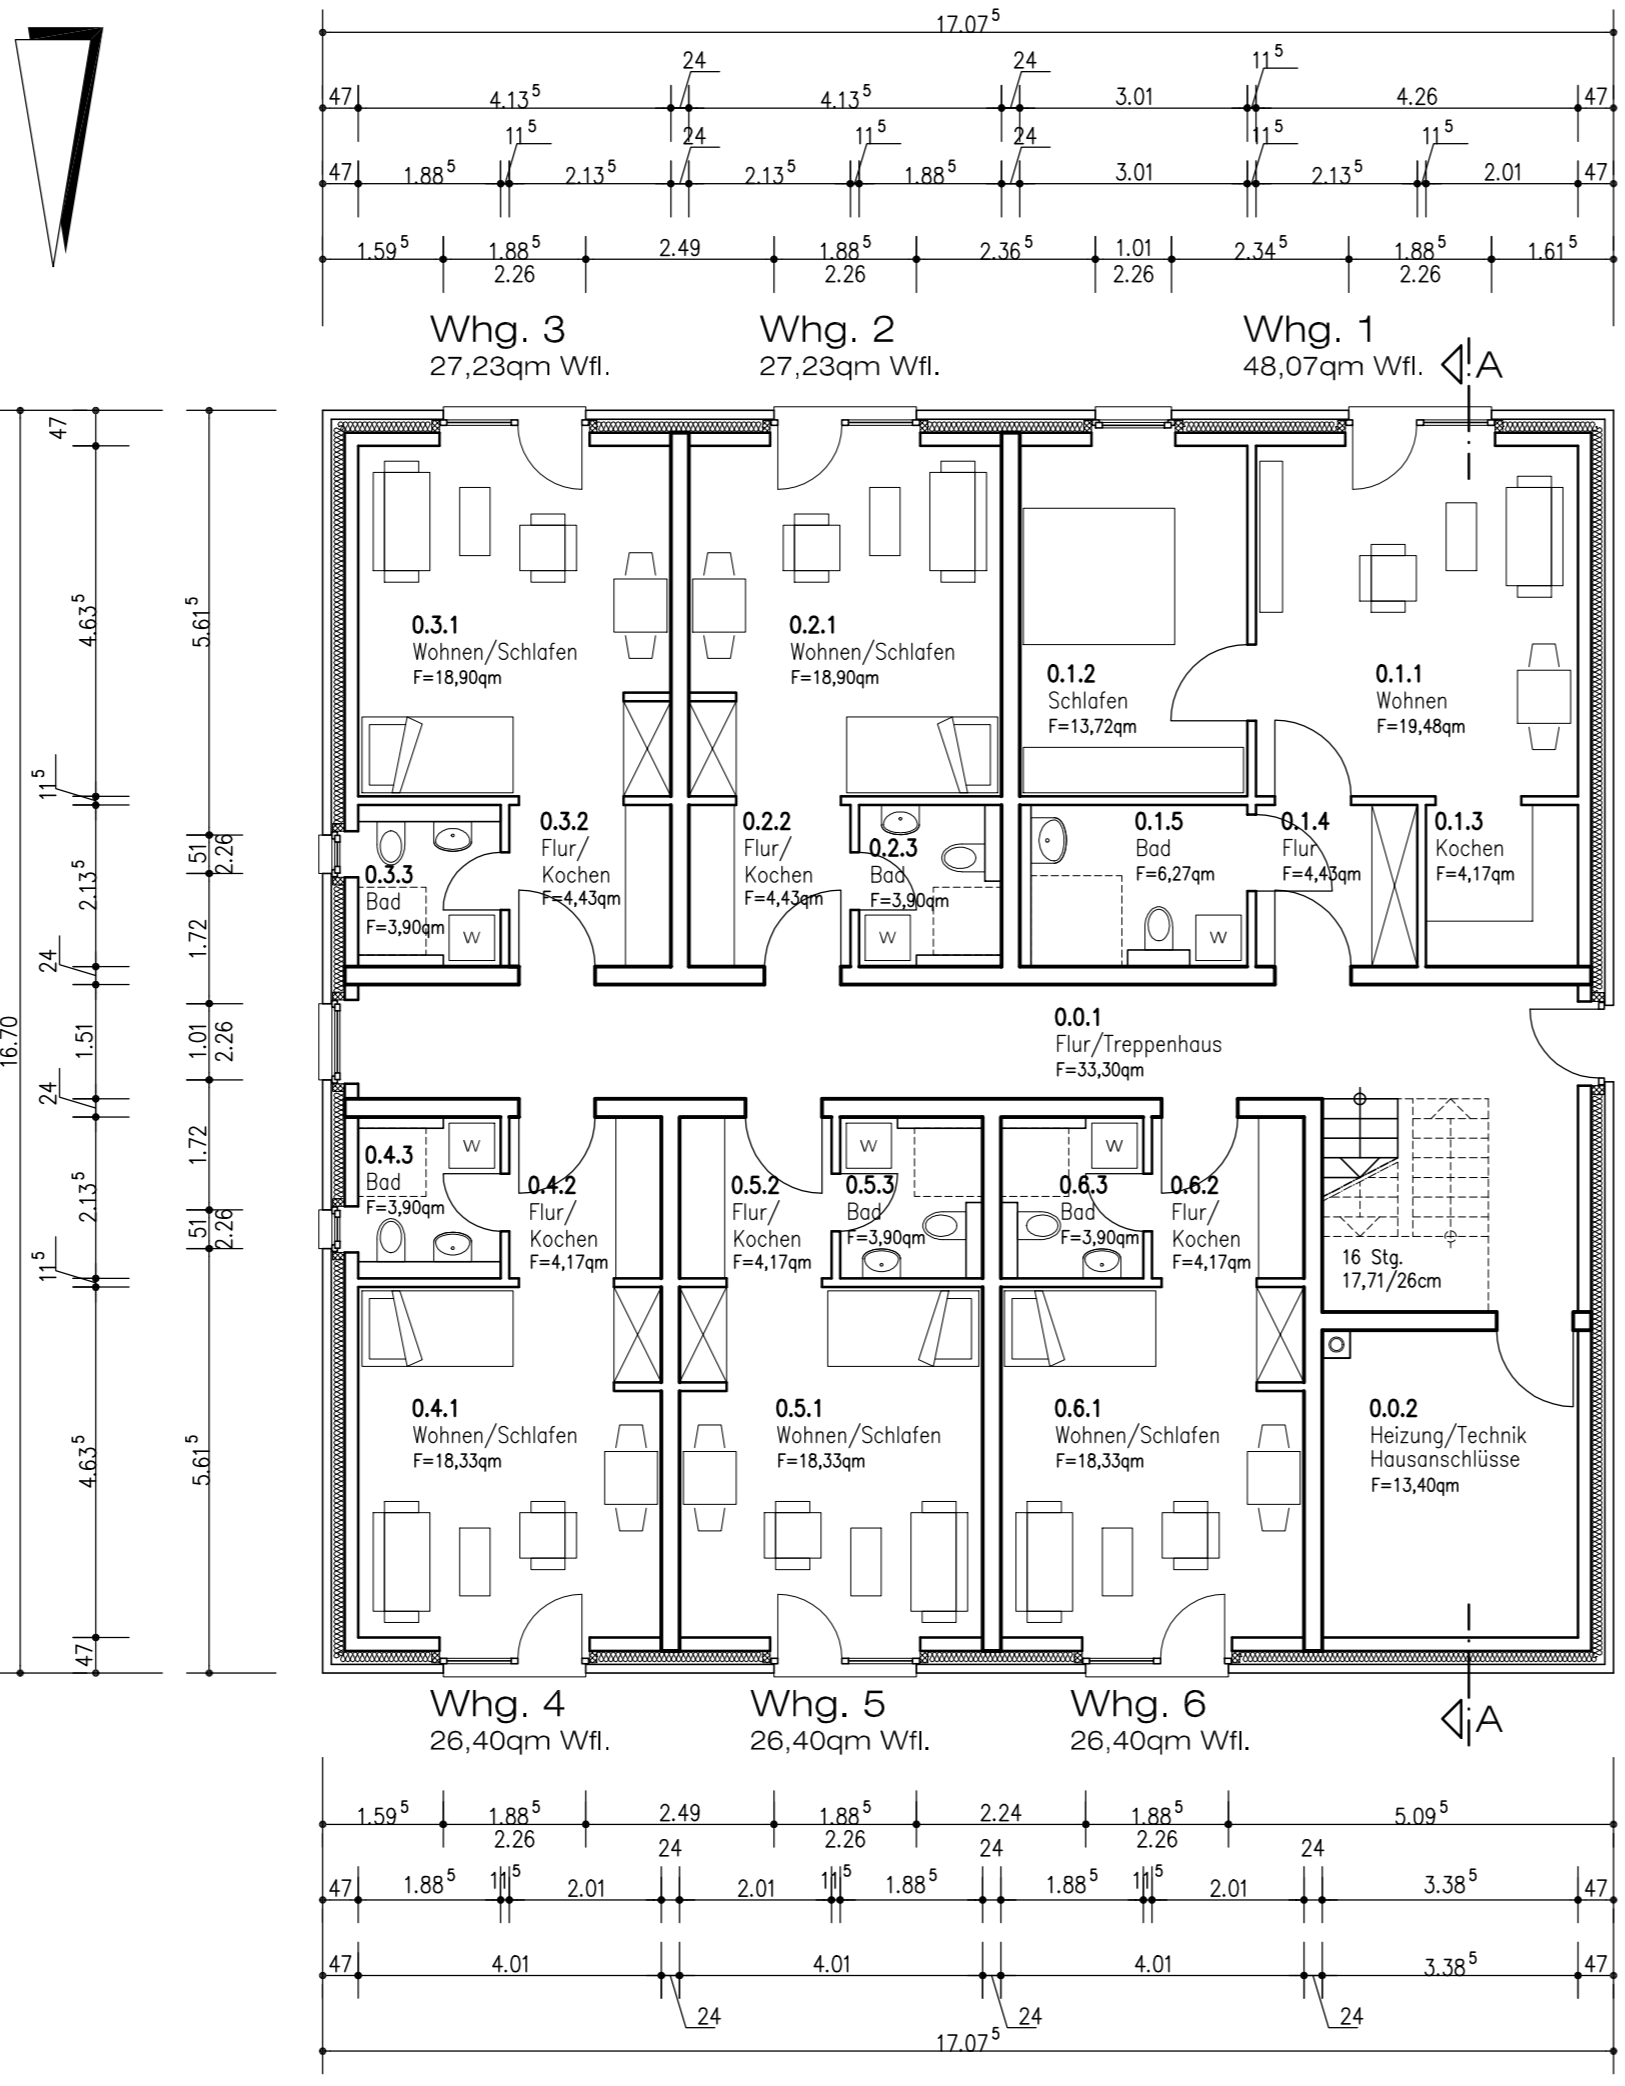 17.07⁵
24 24 11⁵
47 4.13⁵ 4.13⁵ 3.01 4.26 47
11⁵ 24 11⁵ 24 11⁵ 11⁵
47 1.88⁵ 2.13⁵ 2.13⁵ 1.88⁵ 3.01 2.13⁵ 2.01 47
1.59⁵ 1.88⁵ 2.49 1.88⁵ 2.36⁵ 1.01 2.34⁵ 1.88⁵ 1.61⁵
2.26 2.26 2.26 2.26
Whg. 3
27,23qm Wfl.
Whg. 2
27,23qm Wfl.
Whg. 1
48,07qm Wfl.
A
16.70
47
4.63⁵
11⁵
2.13⁵
24
1.51
24
2.13⁵
11⁵
4.63⁵
47
5.61⁵
51
2.26
1.72
1.01
2.26
1.72
51
2.26
5.61⁵
0.3.1
Wohnen/Schlafen
F=18,90qm
0.2.1
Wohnen/Schlafen
F=18,90qm
0.1.2
Schlafen
F=13,72qm
0.1.1
Wohnen
F=19,48qm
0.3.3
Bad
F=3,90qm
W
0.3.2
Flur/
Kochen
F=4,43qm
0.2.2
Flur/
Kochen
F=4,43qm
0.2.3
Bad
F=3,90qm
W
0.1.5
Bad
F=6,27qm
W
0.1.4
Flur
F=4,43qm
0.1.3
Kochen
F=4,17qm
0.0.1
Flur/Treppenhaus
F=33,30qm
0.4.3
Bad
F=3,90qm
W
0.4.2
Flur/
Kochen
F=4,17qm
0.5.2
Flur/
Kochen
F=4,17qm
W
0.5.3
Bad
F=3,90qm
W
0.6.3
Bad
F=3,90qm
0.6.2
Flur/
Kochen
F=4,17qm
16 Stg.
17,71/26cm
0.4.1
Wohnen/Schlafen
F=18,33qm
0.5.1
Wohnen/Schlafen
F=18,33qm
0.6.1
Wohnen/Schlafen
F=18,33qm
0.0.2
Heizung/Technik
Hausanschlüsse
F=13,40qm
Whg. 4
26,40qm Wfl.
Whg. 5
26,40qm Wfl.
Whg. 6
26,40qm Wfl.
A
1.59⁵ 1.88⁵ 2.49 1.88⁵ 2.24 1.88⁵ 5.09⁵
2.26 2.26 2.26
24 24 24
47 1.88⁵ 11⁵ 2.01 2.01 11⁵ 1.88⁵ 1.88⁵ 11⁵ 2.01 3.38⁵ 47
47 4.01 4.01 4.01 3.38⁵ 47
24 24 24
17.07⁵